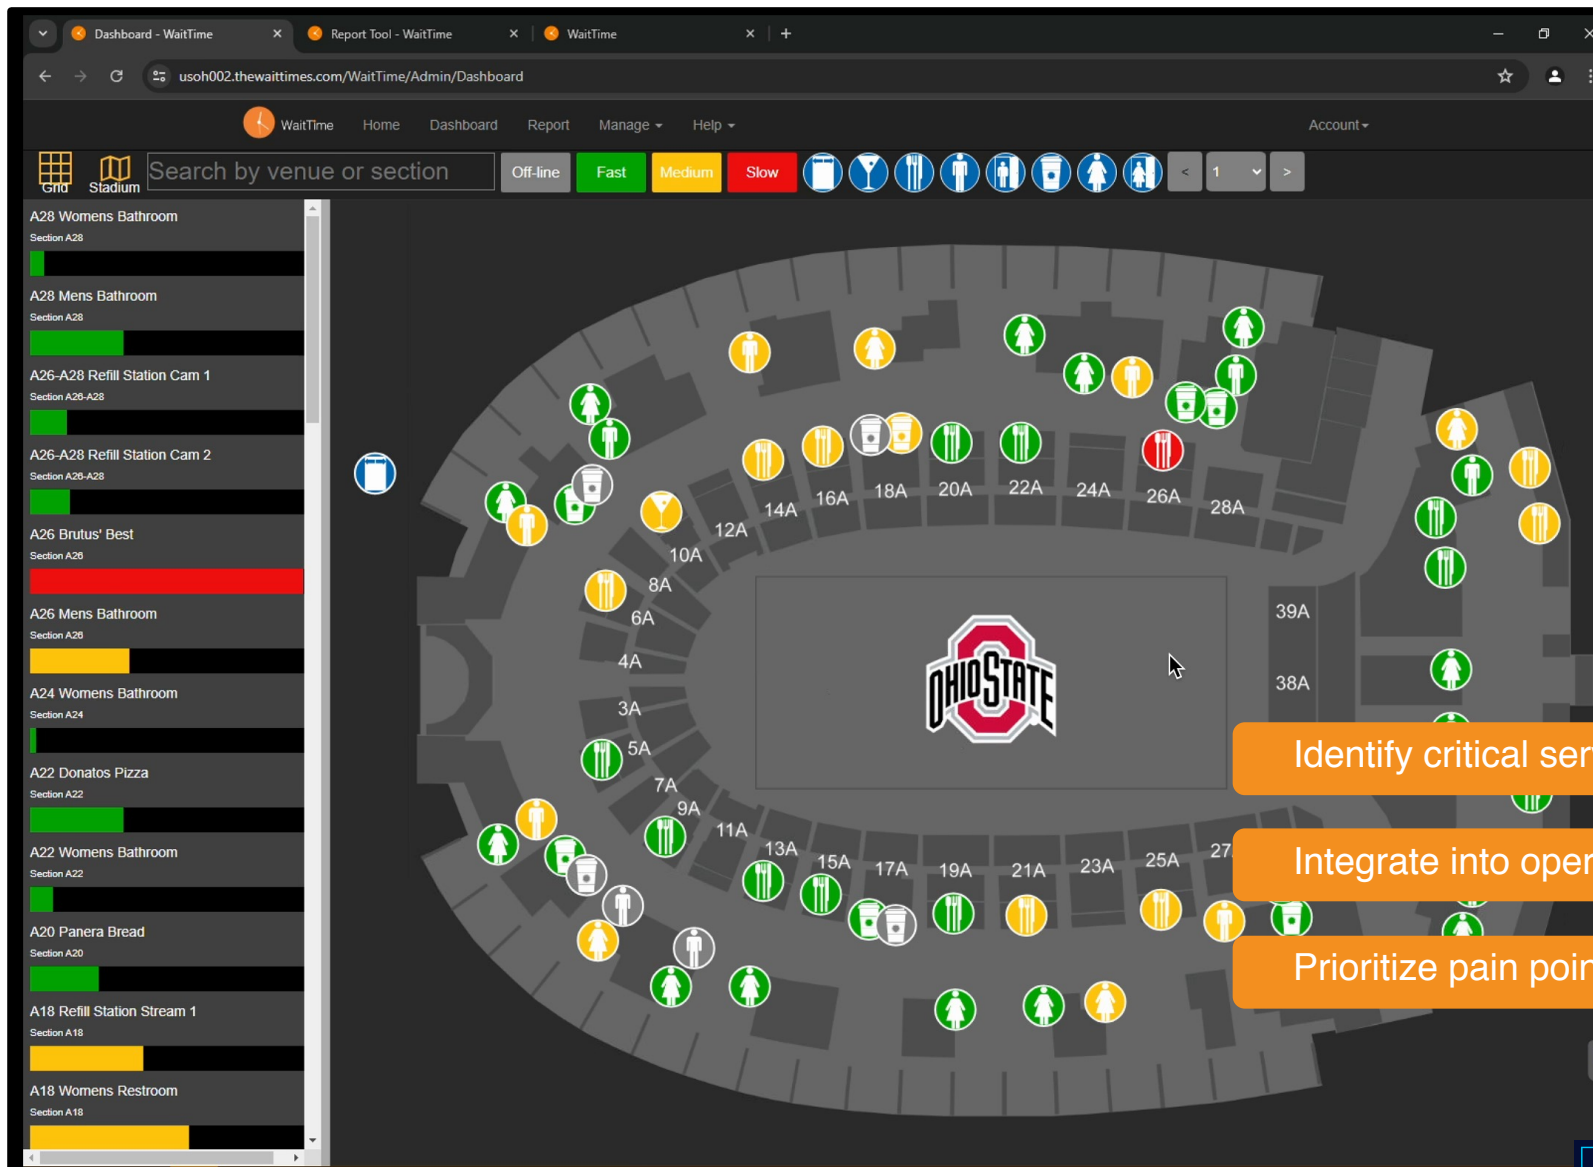 Dashboard - WaitTime
Report Tool - WaitTime
WaitTime
usoh002.thewaittimes.com/WaitTime/Admin/Dashboard
WaitTime Home Dashboard Report Manage Help Account
Grid Stadium Search by venue or section Off-line Fast Medium Slow < 1 >
A28 Womens Bathroom
Section A28
A28 Mens Bathroom
Section A28
A26-A28 Refill Station Cam 1
Section A26-A28
A26-A28 Refill Station Cam 2
Section A26-A28
A26 Brutus' Best
Section A26
A26 Mens Bathroom
Section A26
A24 Womens Bathroom
Section A24
A22 Donatos Pizza
Section A22
A22 Womens Bathroom
Section A22
A20 Panera Bread
Section A20
A18 Refill Station Stream 1
Section A18
A18 Womens Restroom
Section A18
3A
4A
6A
8A
10A
12A
14A
16A
18A
20A
22A
24A
26A
28A
39A
38A
OHIO STATE
5A
7A
9A
11A
13A
15A
17A
19A
21A
23A
25A
27
Identify critical ser
Integrate into oper
Prioritize pain poin